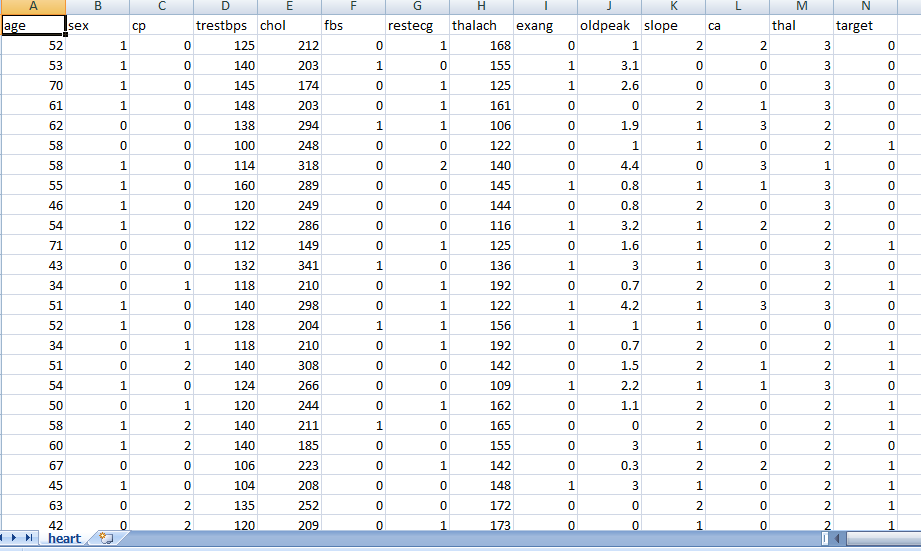 A B C D E F G H I J K L M N
age sex cp trestbps chol fbs restecg thalach exang oldpeak slope ca thal target
52 1 0 125 212 0 1 168 0 1 2 2 3 0
53 1 0 140 203 1 0 155 1 3.1 0 0 3 0
70 1 0 145 174 0 1 125 1 2.6 0 0 3 0
61 1 0 148 203 0 1 161 0 0 2 1 3 0
62 0 0 138 294 1 1 106 0 1.9 1 3 2 0
58 0 0 100 248 0 0 122 0 1 1 0 2 1
58 1 0 114 318 0 2 140 0 4.4 0 3 1 0
55 1 0 160 289 0 0 145 1 0.8 1 1 3 0
46 1 0 120 249 0 0 144 0 0.8 2 0 3 0
54 1 0 122 286 0 0 116 1 3.2 1 2 2 0
71 0 0 112 149 0 1 125 0 1.6 1 0 2 1
43 0 0 132 341 1 0 136 1 3 1 0 3 0
34 0 1 118 210 0 1 192 0 0.7 2 0 2 1
51 1 0 140 298 0 1 122 1 4.2 1 3 3 0
52 1 0 128 204 1 1 156 1 1 1 0 0 0
34 0 1 118 210 0 1 192 0 0.7 2 0 2 1
51 0 2 140 308 0 0 142 0 1.5 2 1 2 1
54 1 0 124 266 0 0 109 1 2.2 1 1 3 0
50 0 1 120 244 0 1 162 0 1.1 2 0 2 1
58 1 2 140 211 1 0 165 0 0 2 0 2 1
60 1 2 140 185 0 0 155 0 3 1 0 2 0
67 0 0 106 223 0 1 142 0 0.3 2 2 2 1
45 1 0 104 208 0 0 148 1 3 1 0 2 1
63 0 2 135 252 0 0 172 0 0 2 0 2 1
42 0 2 120 209 0 1 173 0 0 1 0 2 1
heart